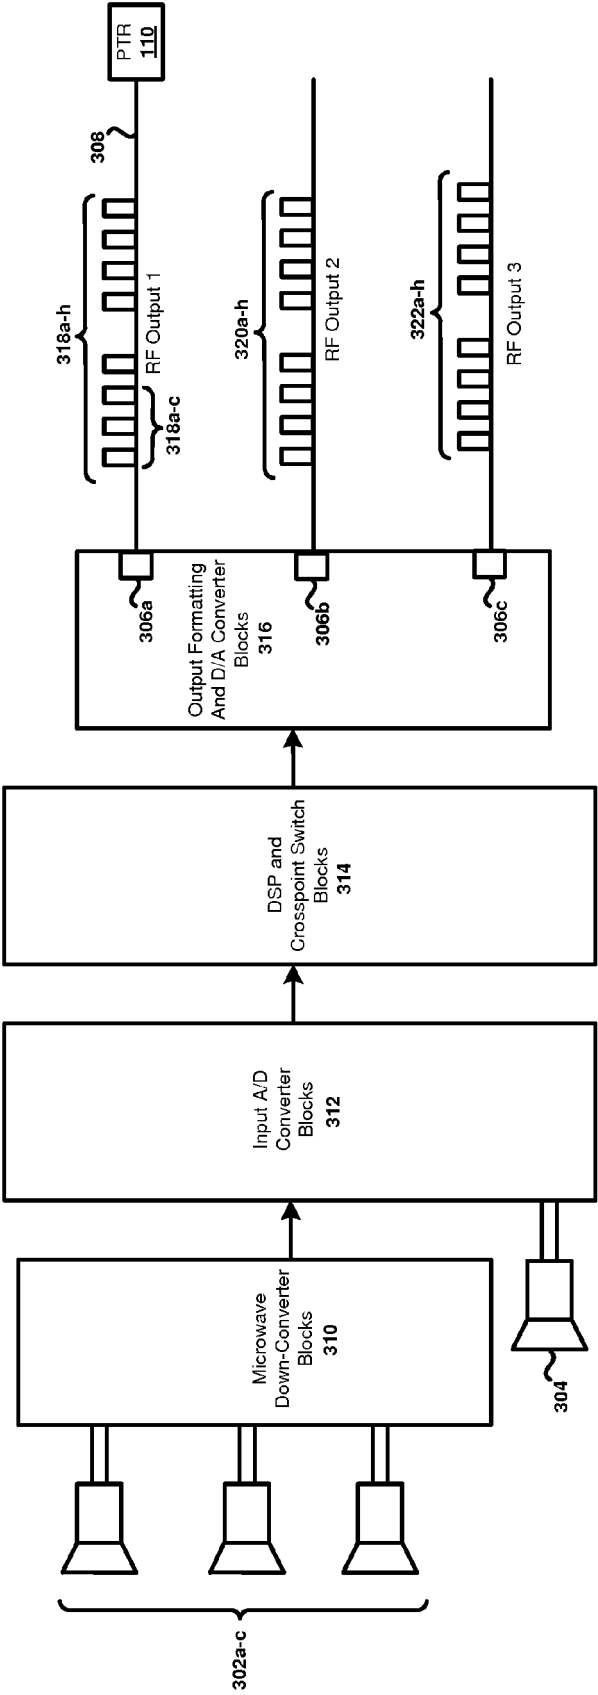 302a-c
304
Microwave
Down-Converter
Blocks
310
Input A/D
Converter
Blocks
312
DSP and
Crosspoint Switch
Blocks
314
Output Formatting
And D/A Converter
Blocks
316
306a
306b
306c
318a-h
318a-c
RF Output 1
308
PTR
110
320a-h
RF Output 2
322a-h
RF Output 3